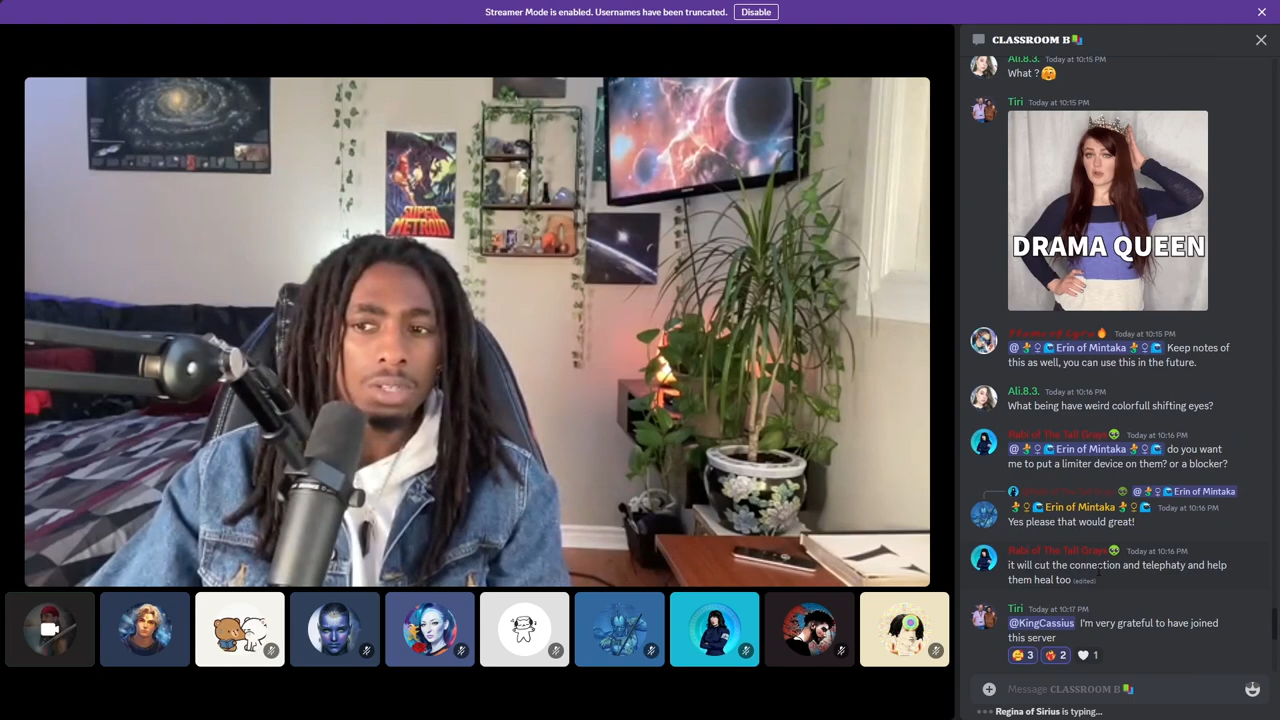 Streamer Mode is enabled. Usernames have been truncated.
Disable
CLASSROOM B
Ali.8.3. Today at 10:15 PM
What ?
Tiri Today at 10:15 PM
DRAMA QUEEN
SUPER
METROID
Today at 10:15 PM
@Erin of Mintaka Keep notes of
this as well, you can use this in the future.
Ali.8.3. Today at 10:16 PM
What being have weird colorfull shifting eyes?
Rabi of The Tall Grays Today at 10:16 PM
@Erin of Mintaka do you want
me to put a limiter device on them? or a blocker?
@Erin of Mintaka
Erin of Mintaka Today at 10:16 PM
Yes please that would great!
Rabi of The Tall Grays Today at 10:16 PM
it will cut the connection and telephaty and help
them heal too (edited)
Tiri Today at 10:17 PM
@KingCassius I'm very grateful to have joined
this server
3 2 1
Message CLASSROOM B
Regina of Sirius is typing...